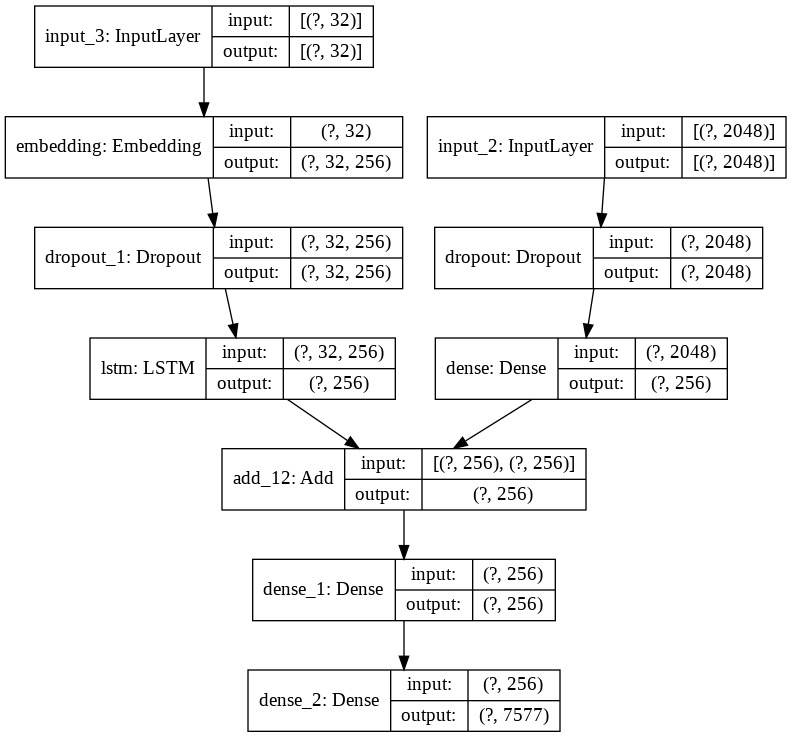 input_3: InputLayer
input: [(?, 32)]
output: [(?, 32)]
embedding: Embedding
input: (?, 32)
output: (?, 32, 256)
input_2: InputLayer
input: [(?, 2048)]
output: [(?, 2048)]
dropout_1: Dropout
input: (?, 32, 256)
output: (?, 32, 256)
dropout: Dropout
input: (?, 2048)
output: (?, 2048)
lstm: LSTM
input: (?, 32, 256)
output: (?, 256)
dense: Dense
input: (?, 2048)
output: (?, 256)
add_12: Add
input: [(?, 256), (?, 256)]
output: (?, 256)
dense_1: Dense
input: (?, 256)
output: (?, 256)
dense_2: Dense
input: (?, 256)
output: (?, 7577)